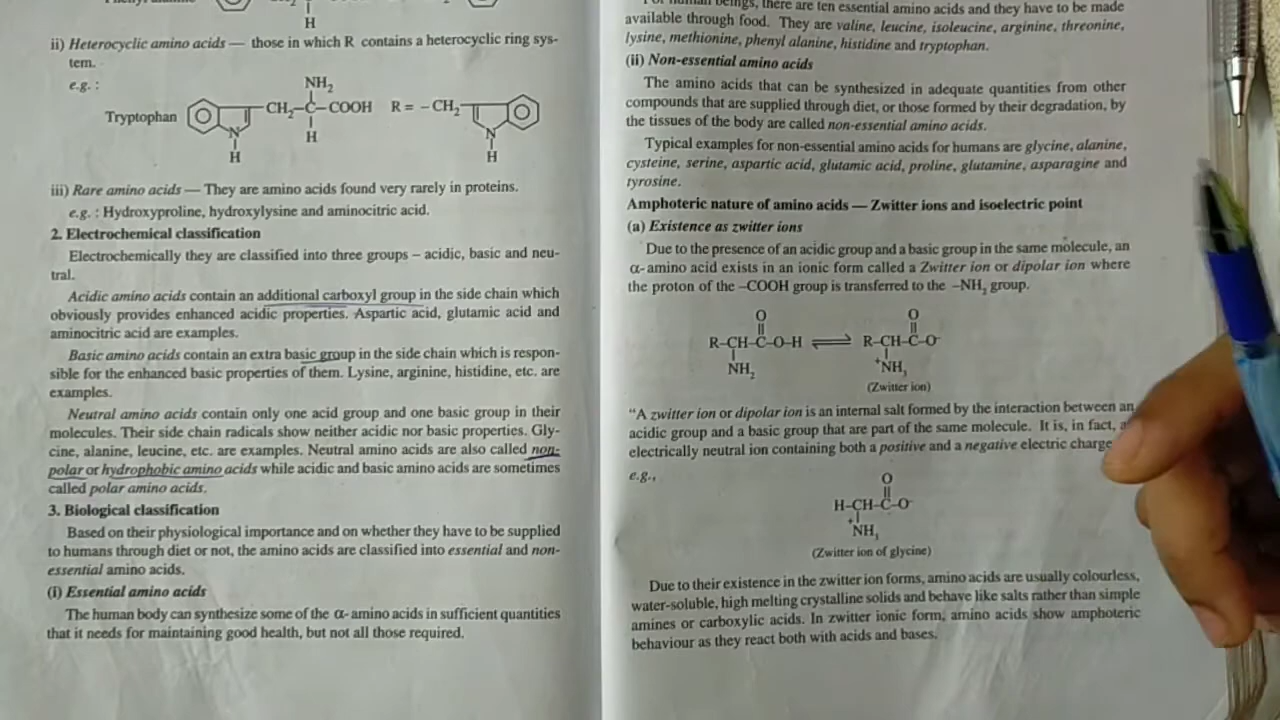 H
ii) Heterocyclic amino acids — those in which R contains a heterocyclic ring sys-
tem.
e.g. :
NH₂
Tryptophan CH₂–C–COOH R = –CH₂
N H N
H H
iii) Rare amino acids — They are amino acids found very rarely in proteins.
e.g. : Hydroxyproline, hydroxylysine and aminocitric acid.
2. Electrochemical classification
Electrochemically they are classified into three groups – acidic, basic and neu-
tral.
Acidic amino acids contain an additional carboxyl group in the side chain which
obviously provides enhanced acidic properties. Aspartic acid, glutamic acid and
aminocitric acid are examples.
Basic amino acids contain an extra basic group in the side chain which is respon-
sible for the enhanced basic properties of them. Lysine, arginine, histidine, etc. are
examples.
Neutral amino acids contain only one acid group and one basic group in their
molecules. Their side chain radicals show neither acidic nor basic properties. Gly-
cine, alanine, leucine, etc. are examples. Neutral amino acids are also called non-
polar or hydrophobic amino acids while acidic and basic amino acids are sometimes
called polar amino acids.
3. Biological classification
Based on their physiological importance and on whether they have to be supplied
to humans through diet or not, the amino acids are classified into essential and non-
essential amino acids.
(i) Essential amino acids
The human body can synthesize some of the α- amino acids in sufficient quantities
that it needs for maintaining good health, but not all those required.
beings, there are ten essential amino acids and they have to be made
available through food. They are valine, leucine, isoleucine, arginine, threonine,
lysine, methionine, phenyl alanine, histidine and tryptophan.
(ii) Non-essential amino acids
The amino acids that can be synthesized in adequate quantities from other
compounds that are supplied through diet, or those formed by their degradation, by
the tissues of the body are called non-essential amino acids.
Typical examples for non-essential amino acids for humans are glycine, alanine,
cysteine, serine, aspartic acid, glutamic acid, proline, glutamine, asparagine and
tyrosine.
Amphoteric nature of amino acids — Zwitter ions and isoelectric point
(a) Existence as zwitter ions
Due to the presence of an acidic group and a basic group in the same molecule, an
α- amino acid exists in an ionic form called a Zwitter ion or dipolar ion where
the proton of the –COOH group is transferred to the –NH₂ group.
O O
R–CH–C–O–H ⇌ R–CH–C–O⁻
NH₂ ⁺NH₃
(Zwitter ion)
“A zwitter ion or dipolar ion is an internal salt formed by the interaction between an
acidic group and a basic group that are part of the same molecule. It is, in fact,
electrically neutral ion containing both a positive and a negative electric charge
e.g.,
O
H–CH–C–O⁻
⁺NH₃
(Zwitter ion of glycine)
Due to their existence in the zwitter ion forms, amino acids are usually colourless,
water-soluble, high melting crystalline solids and behave like salts rather than simple
amines or carboxylic acids. In zwitter ionic form, amino acids show amphoteric
behaviour as they react both with acids and bases.